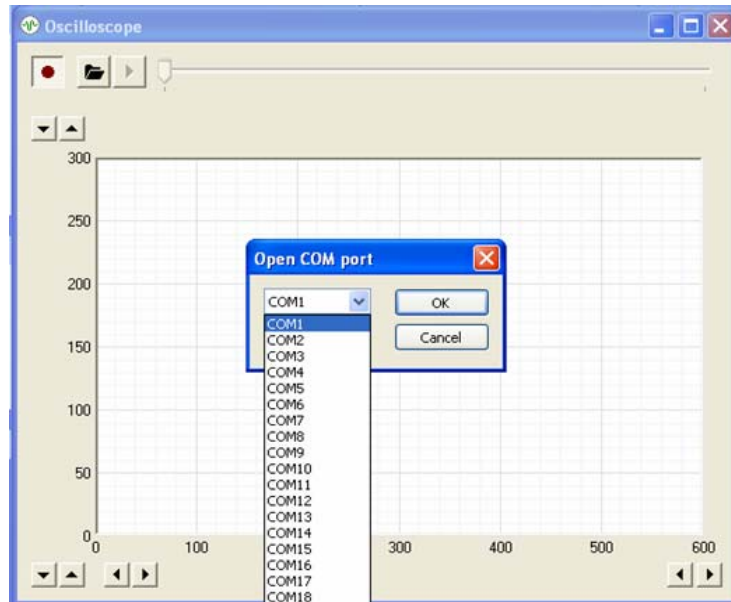 Oscilloscope
300
250
200
150
100
50
0
0 100 300 400 500 600
Open COM port
COM1
OK
Cancel
COM1
COM2
COM3
COM4
COM5
COM6
COM7
COM8
COM9
COM10
COM11
COM12
COM13
COM14
COM15
COM16
COM17
COM18